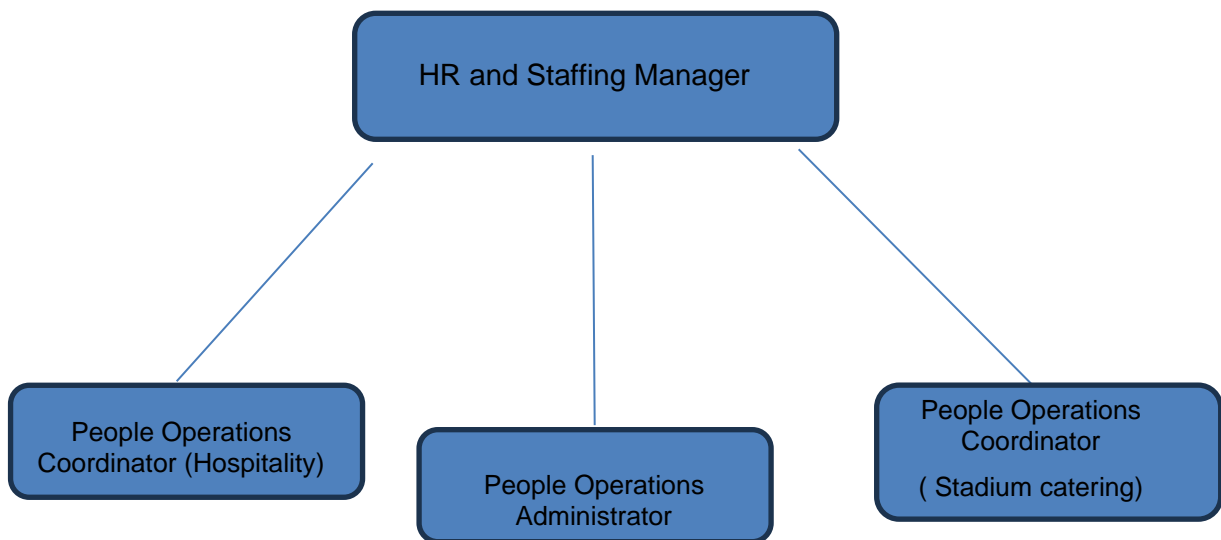 HR and Staffing Manager
People Operations
Coordinator (Hospitality)
People Operations
Administrator
People Operations
Coordinator
( Stadium catering)